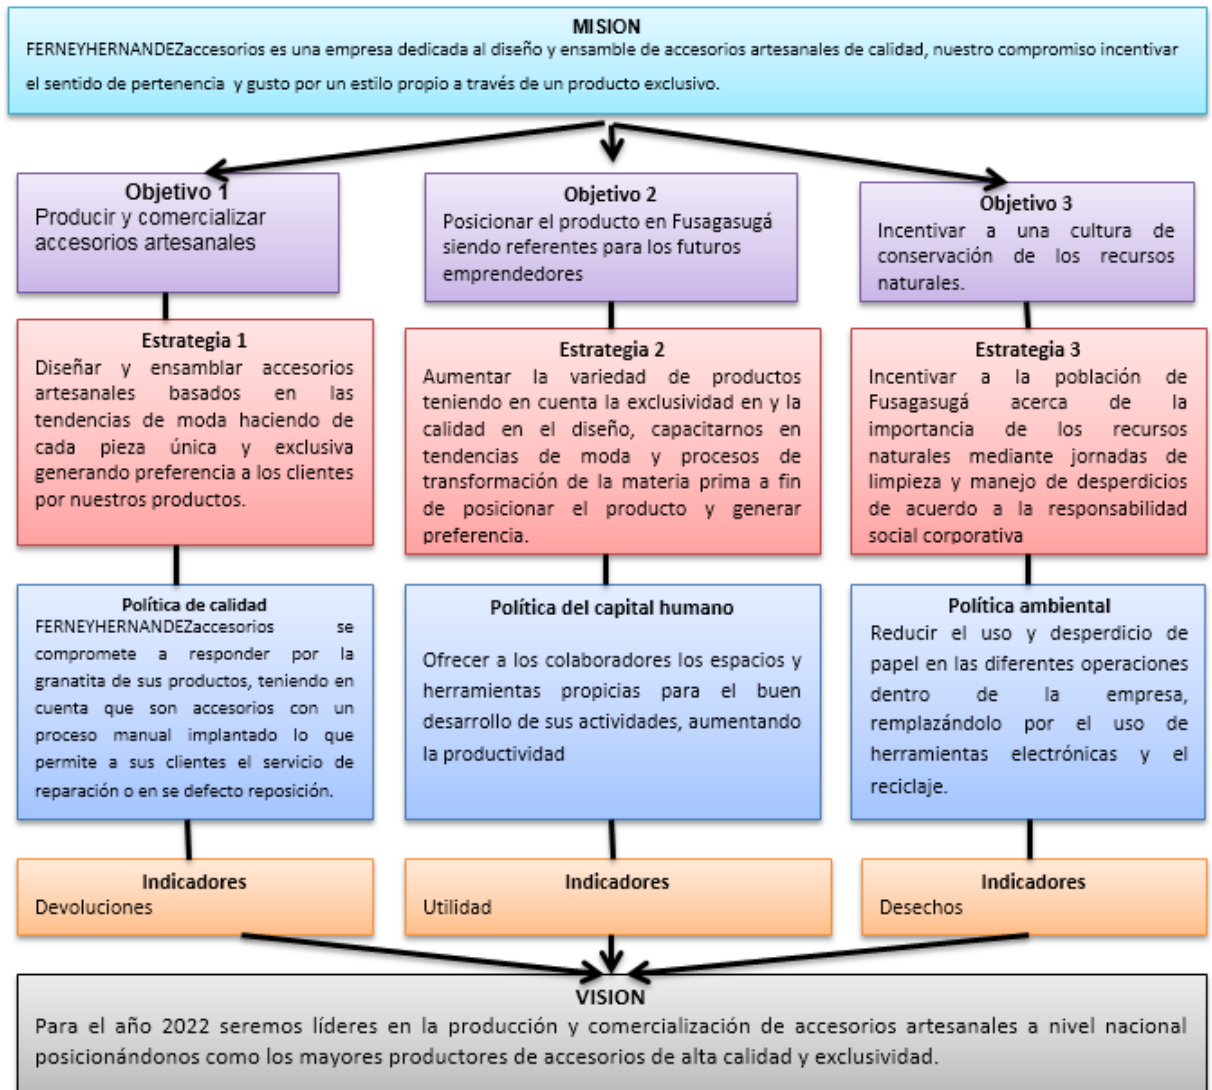 MISION
FERNEYHERNANDEZaccesorios es una empresa dedicada al diseño y ensamble de accesorios artesanales de calidad, nuestro compromiso incentivar
el sentido de pertenencia y gusto por un estilo propio a través de un producto exclusivo.
Objetivo 1
Producir y comercializar
accesorios artesanales
Objetivo 2
Posicionar el producto en Fusagasugá
siendo referentes para los futuros
emprendedores
Objetivo 3
Incentivar a una cultura de
conservación de los recursos
naturales.
Estrategia 1
Diseñar y ensamblar accesorios
artesanales basados en las
tendencias de moda haciendo de
cada pieza única y exclusiva
generando preferencia a los clientes
por nuestros productos.
Estrategia 2
Aumentar la variedad de productos
teniendo en cuenta la exclusividad en y la
calidad en el diseño, capacitarnos en
tendencias de moda y procesos de
transformación de la materia prima a fin
de posicionar el producto y generar
preferencia.
Estrategia 3
Incentivar a la población de
Fusagasugá acerca de la
importancia de los recursos
naturales mediante jornadas de
limpieza y manejo de desperdicios
de acuerdo a la responsabilidad
social corporativa
Política de calidad
FERNEYHERNANDEZaccesorios se
compromete a responder por la
granatita de sus productos, teniendo en
cuenta que son accesorios con un
proceso manual implantado lo que
permite a sus clientes el servicio de
reparación o en se defecto reposición.
Política del capital humano
Ofrecer a los colaboradores los espacios y
herramientas propicias para el buen
desarrollo de sus actividades, aumentando
la productividad
Política ambiental
Reducir el uso y desperdicio de
papel en las diferentes operaciones
dentro de la empresa,
remplazándolo por el uso de
herramientas electrónicas y el
reciclaje.
Indicadores
Devoluciones
Indicadores
Utilidad
Indicadores
Desechos
VISION
Para el año 2022 seremos líderes en la producción y comercialización de accesorios artesanales a nivel nacional
posicionándonos como los mayores productores de accesorios de alta calidad y exclusividad.